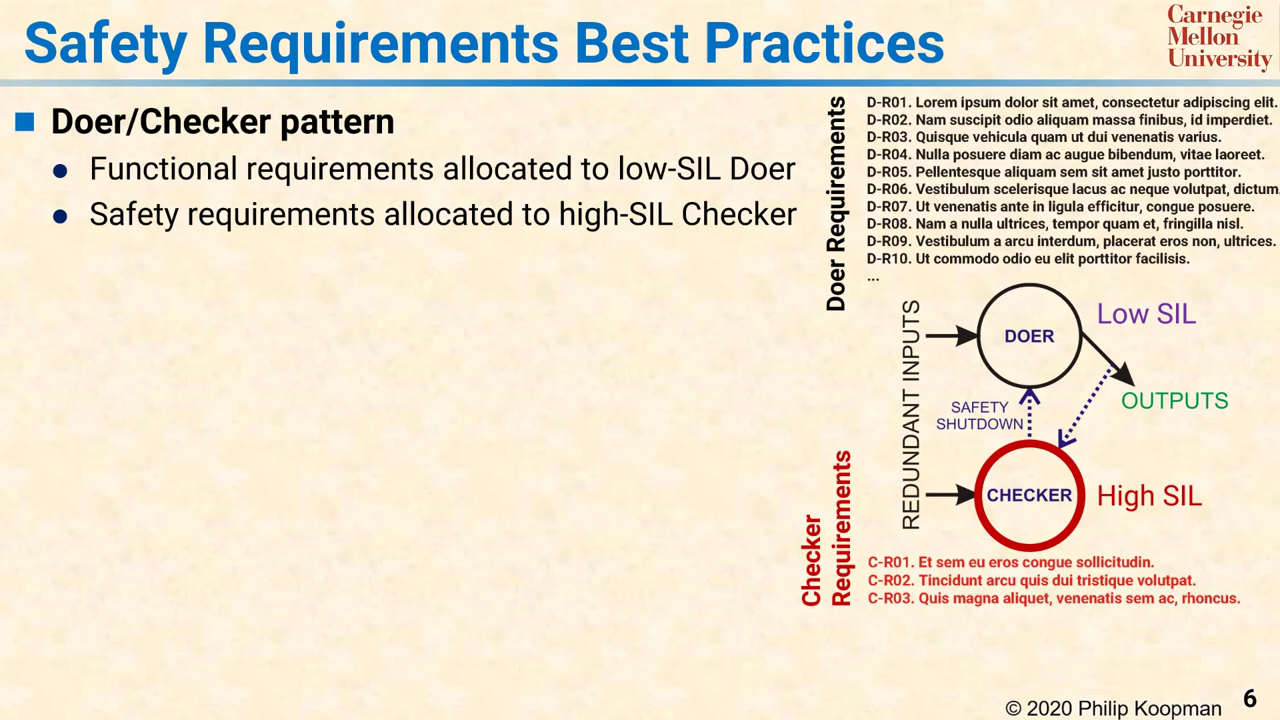 Safety Requirements Best Practices
Carnegie
Mellon
University
Doer/Checker pattern
Functional requirements allocated to low-SIL Doer
Safety requirements allocated to high-SIL Checker
Doer Requirements
D-R01. Lorem ipsum dolor sit amet, consectetur adipiscing elit.
D-R02. Nam suscipit odio aliquam massa finibus, id imperdiet.
D-R03. Quisque vehicula quam ut dui venenatis varius.
D-R04. Nulla posuere diam ac augue bibendum, vitae laoreet.
D-R05. Pellentesque aliquam sem sit amet justo porttitor.
D-R06. Vestibulum scelerisque lacus ac neque volutpat, dictum.
D-R07. Ut venenatis ante in ligula efficitur, congue posuere.
D-R08. Nam a nulla ultrices, tempor quam et, fringilla nisl.
D-R09. Vestibulum a arcu interdum, placerat eros non, ultrices.
D-R10. Ut commodo odio eu elit porttitor facilisis.
...
REDUNDANT INPUTS
DOER
Low SIL
OUTPUTS
SAFETY
SHUTDOWN
CHECKER
High SIL
Checker
Requirements
C-R01. Et sem eu eros congue sollicitudin.
C-R02. Tincidunt arcu quis dui tristique volutpat.
C-R03. Quis magna aliquet, venenatis sem ac, rhoncus.
© 2020 Philip Koopman
6